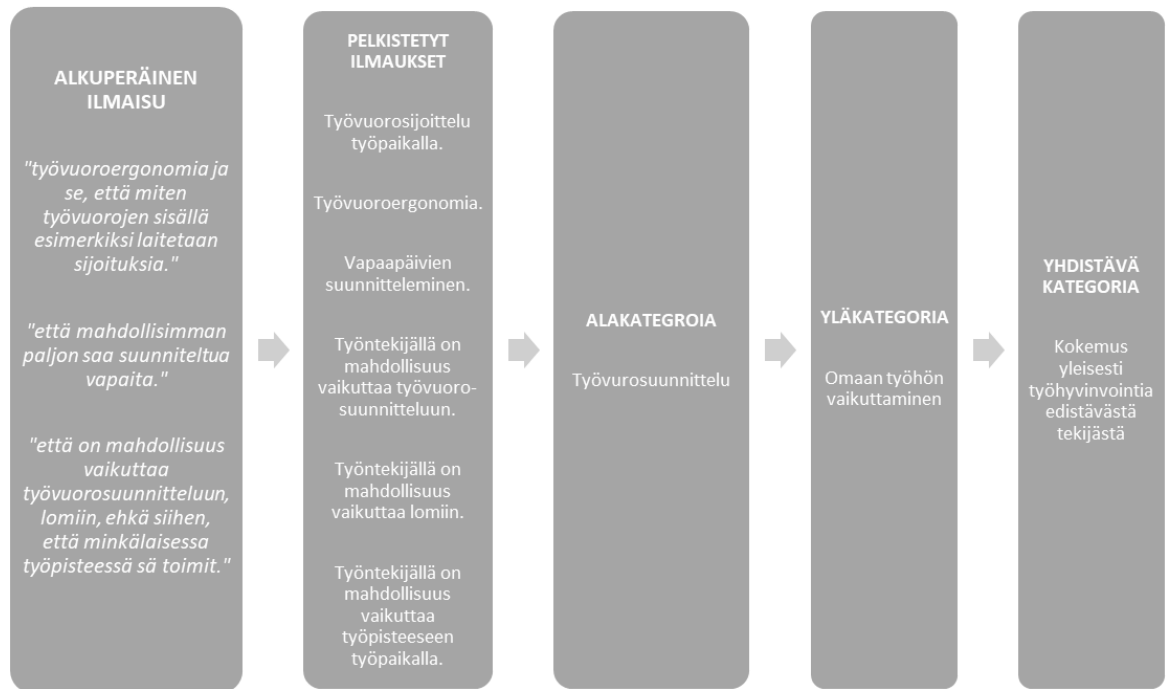 ALKUPERÄINEN
ILMAISU
"työvuoroergonomia ja
se, että miten
työvuorojen sisällä
esimerkiksi laitetaan
sijoituksia."
"että mahdollisimman
paljon saa suunniteltua
vapaita."
"että on mahdollisuus
vaikuttaa
työvuorosuunnitteluun,
lomiin, ehkä siihen,
että minkälaisessa
työpisteessä sä toimit."
PELKISTETYT
ILMAUKSET
Työvuorosijoittelu
työpaikalla.
Työvuoroergonomia.
Vapaapäivien
suunnitteleminen.
Työntekijällä on
mahdollisuus
vaikuttaa työvuoro-
suunnitteluun.
Työntekijällä on
mahdollisuus
vaikuttaa lomiin.
Työntekijällä on
mahdollisuus
vaikuttaa
työpisteeseen
työpaikalla.
ALAKATEGROIA
Työvurosuunnittelu
YLÄKATEGORIA
Omaan työhön
vaikuttaminen
YHDISTÄVÄ
KATEGORIA
Kokemus
yleisesti
työhyvinvointia
edistävästä
tekijästä